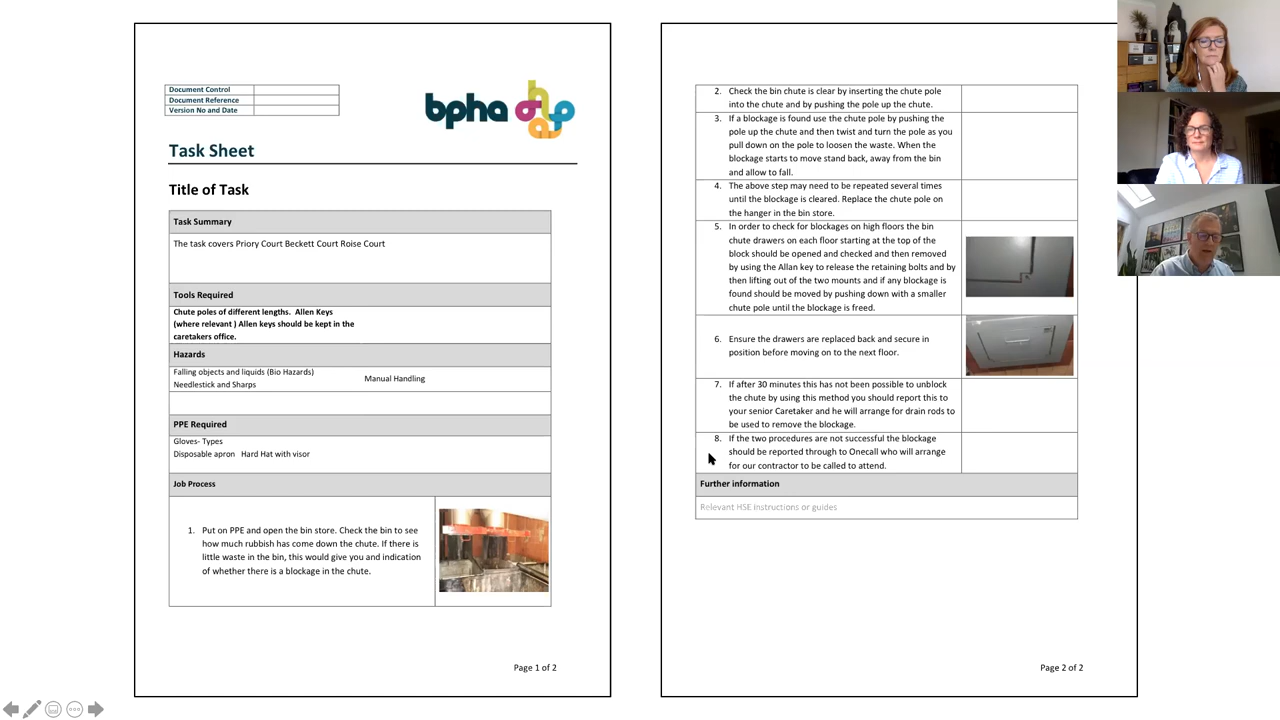 Document Control
Document Reference
Version No and Date
bpha
Task Sheet
Title of Task
Task Summary
The task covers Priory Court Beckett Court Roise Court
Tools Required
Chute poles of different lengths. Allen Keys
(where relevant ) Allen keys should be kept in the
caretakers office.
Hazards
Falling objects and liquids (Bio Hazards)
Needlestick and Sharps
Manual Handling
PPE Required
Gloves- Types
Disposable apron Hard Hat with visor
Job Process
1. Put on PPE and open the bin store. Check the bin to see
how much rubbish has come down the chute. If there is
little waste in the bin, this would give you and indication
of whether there is a blockage in the chute.
Page 1 of 2
2. Check the bin chute is clear by inserting the chute pole
into the chute and by pushing the pole up the chute.
3. If a blockage is found use the chute pole by pushing the
pole up the chute and then twist and turn the pole as you
pull down on the pole to loosen the waste. When the
blockage starts to move stand back, away from the bin
and allow to fall.
4. The above step may need to be repeated several times
until the blockage is cleared. Replace the chute pole on
the hanger in the bin store.
5. In order to check for blockages on high floors the bin
chute drawers on each floor starting at the top of the
block should be opened and checked and then removed
by using the Allan key to release the retaining bolts and by
then lifting out of the two mounts and if any blockage is
found should be moved by pushing down with a smaller
chute pole until the blockage is freed.
6. Ensure the drawers are replaced back and secure in
position before moving on to the next floor.
7. If after 30 minutes this has not been possible to unblock
the chute by using this method you should report this to
your senior Caretaker and he will arrange for drain rods to
be used to remove the blockage.
8. If the two procedures are not successful the blockage
should be reported through to Onecall who will arrange
for our contractor to be called to attend.
Further information
Relevant HSE instructions or guides
Page 2 of 2